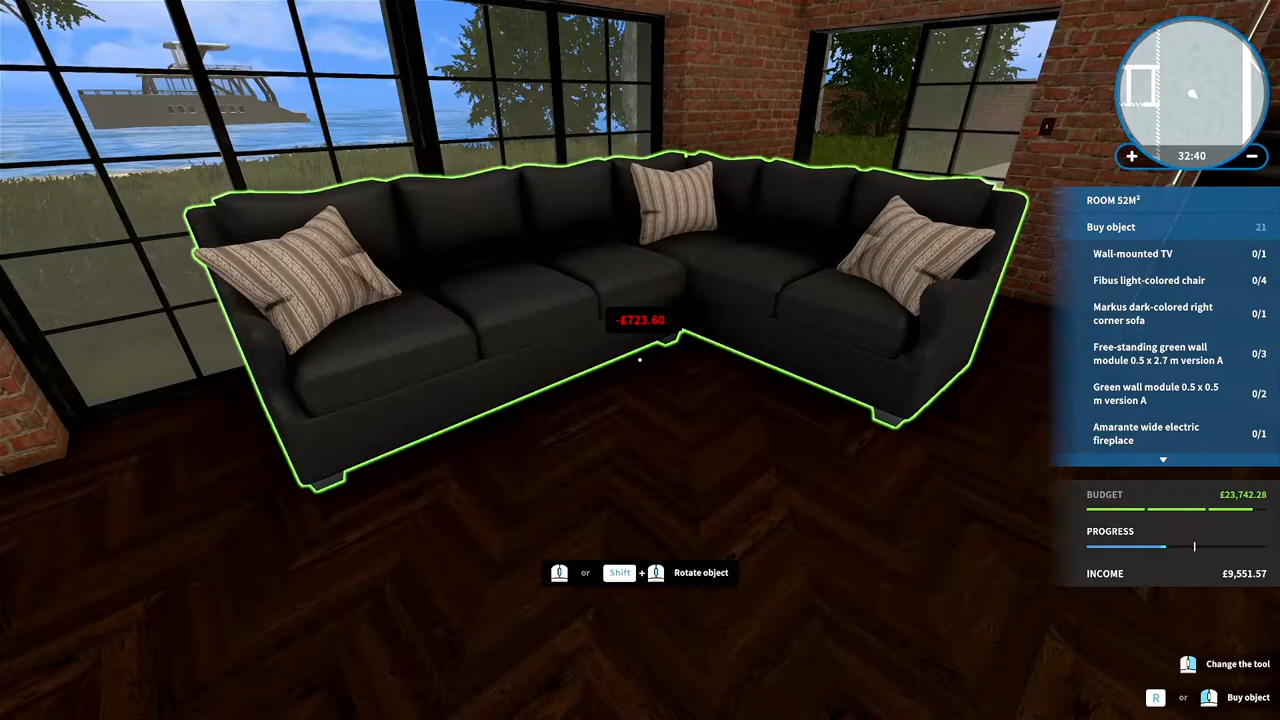 + 32:40 −
ROOM 52M²
Buy object 21
Wall-mounted TV 0/1
Fibus light-colored chair 0/4
Markus dark-colored right
corner sofa 0/1
Free-standing green wall
module 0.5 x 2.7 m version A 0/3
Green wall module 0.5 x 0.5
m version A 0/2
Amarante wide electric
fireplace 0/1
-£723.60
BUDGET £23,742.28
PROGRESS
INCOME £9,551.57
or Shift + Rotate object
Change the tool
R or Buy object